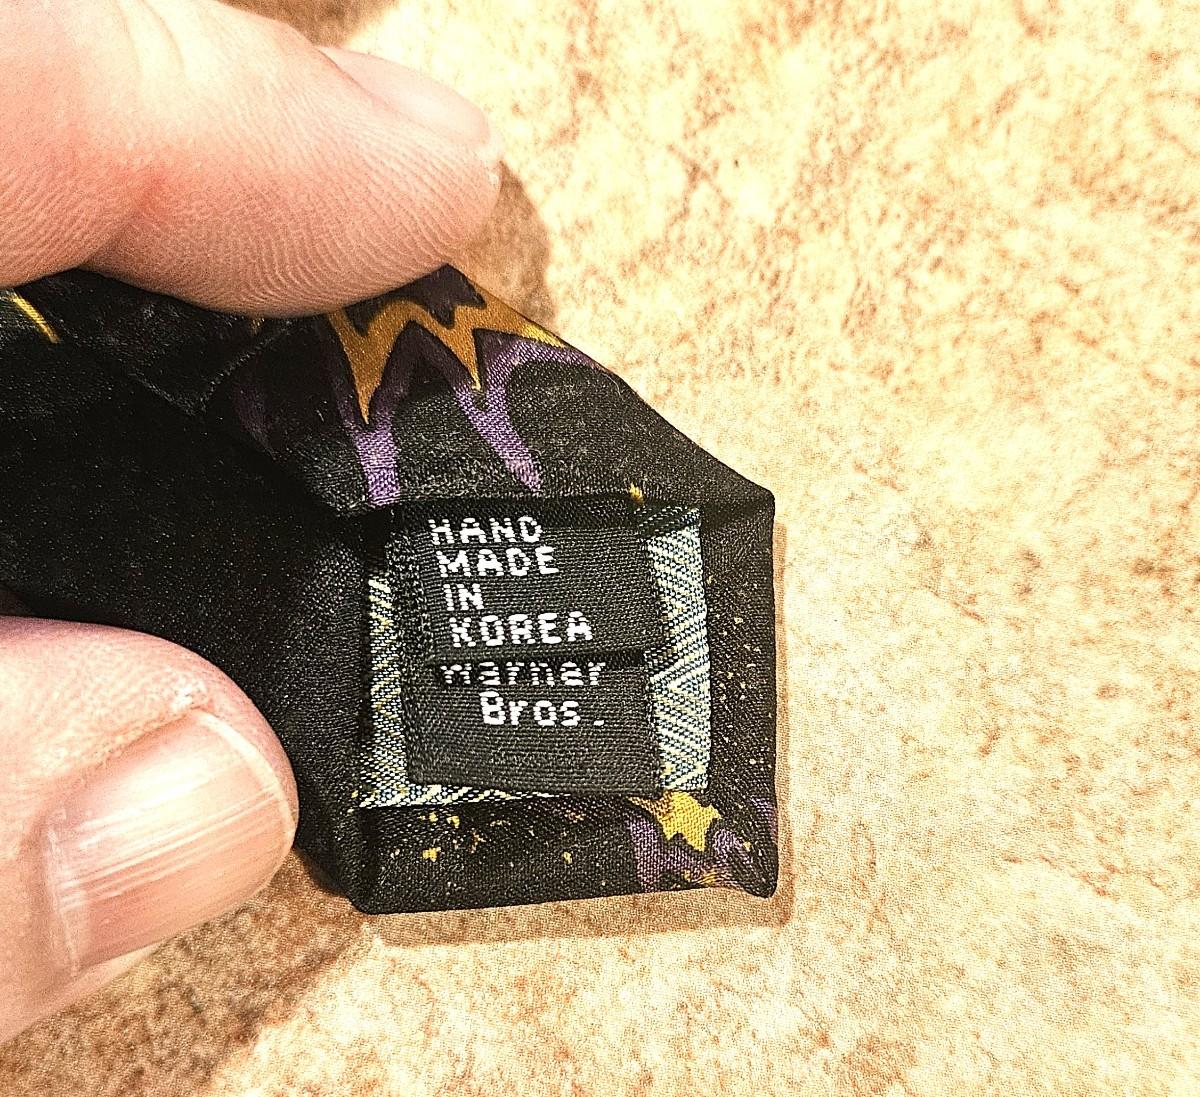 HAND
MADE
IN
KOREA
Warner
Bros.